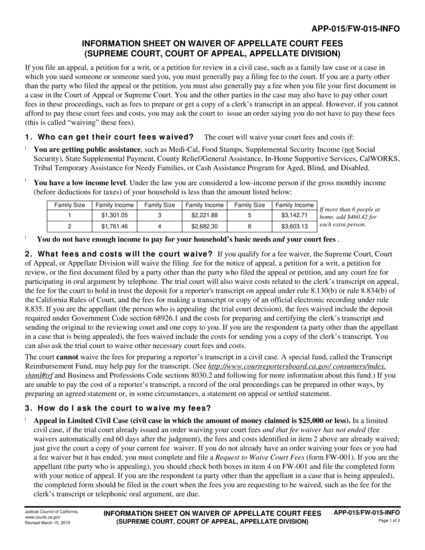 APP-015/FW-015-INFO
INFORMATION SHEET ON WAIVER OF APPELLATE COURT FEES
(SUPREME COURT, COURT OF APPEAL, APPELLATE DIVISION)
If you file an appeal, a petition for a writ, or a petition for review in a civil case, such as a family law case or a case in
which you sued someone or someone sued you, you must generally pay a filing fee to the court. If you are a party other
than the party who filed the appeal or the petition, you must also generally pay a fee when you file your first document in
a case in the Court of Appeal or Supreme Court. You and the other parties in the case may also have to pay other court
fees in these proceedings, such as fees to prepare or get a copy of a clerk's transcript in an appeal. However, if you cannot
afford to pay these court fees and costs, you may ask the court to issue an order saying you do not have to pay these fees
(this is called "waiving" these fees).
1. Who can get their court fees waived? The court will waive your court fees and costs if:
You are getting public assistance, such as Medi-Cal, Food Stamps, Supplemental Security Income (not Social
Security), State Supplemental Payment, County Relief/General Assistance, In-Home Supportive Services, CalWORKS,
Tribal Temporary Assistance for Needy Families, or Cash Assistance Program for Aged, Blind, and Disabled.
You have a low income level. Under the law you are considered a low-income person if the gross monthly income
(before deductions for taxes) of your household is less than the amount listed below:
Family Size Family Income Family Size Family Income Family Size Family Income
1 $1,301.05 3 $2,221.88 5 $3,142.71
2 $1,761.46 4 $2,682.30 6 $3,603.13
If more than 6 people at
home, add $460.42 for
each extra person.
You do not have enough income to pay for your household's basic needs and your court fees .
2. What fees and costs will the court waive? If you qualify for a fee waiver, the Supreme Court, Court
of Appeal, or Appellate Division will waive the filing fee for the notice of appeal, a petition for a writ, a petition for
review, or the first document filed by a party other than the party who filed the appeal or petition, and any court fee for
participating in oral argument by telephone. The trial court will also waive costs related to the clerk's transcript on appeal,
the fee for the court to hold in trust the deposit for a reporter's transcript on appeal under rule 8.130(b) or rule 8.834(b) of
the California Rules of Court, and the fees for making a transcript or copy of an official electronic recording under rule
8.835. If you are the appellant (the person who is appealing the trial court decision), the fees waived include the deposit
required under Government Code section 68926.1 and the costs for preparing and certifying the clerk's transcript and
sending the original to the reviewing court and one copy to you. If you are the respondent (a party other than the appellant
in a case that is being appealed), the fees waived include the costs for sending you a copy of the clerk's transcript. You
can also ask the trial court to waive other necessary court fees and costs.
The court cannot waive the fees for preparing a reporter's transcript in a civil case. A special fund, called the Transcript
Reimbursement Fund, may help pay for the transcript. (See http://www.courtreportersboard.ca.gov/ consumers/index.
shtml#trf and Business and Professions Code sections 8030.2 and following for more information about this fund.) If you
are unable to pay the cost of a reporter's transcript, a record of the oral proceedings can be prepared in other ways, by
preparing an agreed statement or, in some circumstances, a statement on appeal or settled statement.
3. How do I ask the court to waive my fees?
Appeal in Limited Civil Case (civil case in which the amount of money claimed is $25,000 or less). In a limited
civil case, if the trial court already issued an order waiving your court fees and that fee waiver has not ended (fee
waivers automatically end 60 days after the judgment), the fees and costs identified in item 2 above are already waived;
just give the court a copy of your current fee waiver. If you do not already have an order waiving your fees or you had
a fee waiver but it has ended, you must complete and file a Request to Waive Court Fees (form FW-001). If you are the
appellant (the party who is appealing), you should check both boxes in item 4 on FW-001 and file the completed form
with your notice of appeal. If you are the respondent (a party other than the appellant in a case that is being appealed),
the completed form should be filed in the court when the fees you are requesting to be waived, such as the fee for the
clerk's transcript or telephonic oral argument, are due.
Judicial Council of California,
www.courts.ca.gov
Revised March 15, 2019
INFORMATION SHEET ON WAIVER OF APPELLATE COURT FEES
(SUPREME COURT, COURT OF APPEAL, APPELLATE DIVISION)
APP-015/FW-015-INFO
Page 1 of 2